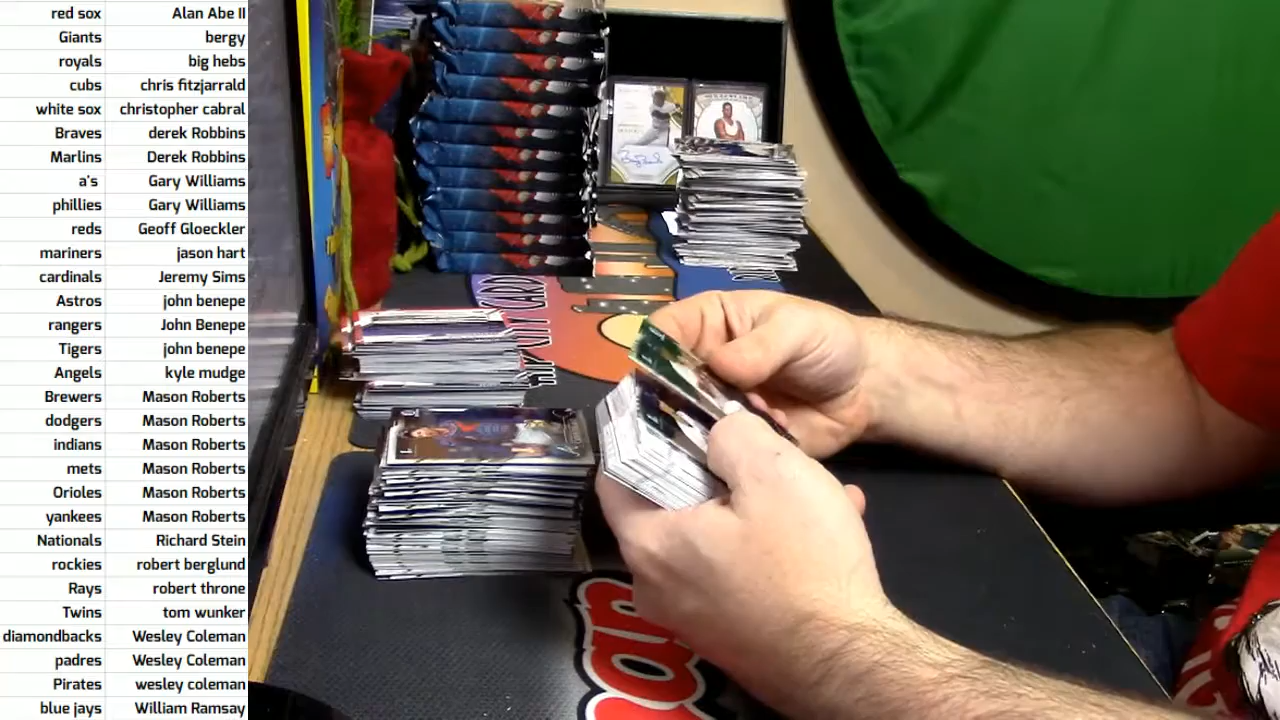 red sox Alan Abe II
Giants bergy
royals big hebs
cubs chris fitzjarrald
white sox christopher cabral
Braves derek Robbins
Marlins Derek Robbins
a's Gary Williams
phillies Gary Williams
reds Geoff Gloeckler
mariners jason hart
cardinals Jeremy Sims
Astros john benepe
rangers John Benepe
Tigers john benepe
Angels kyle mudge
Brewers Mason Roberts
dodgers Mason Roberts
indians Mason Roberts
mets Mason Roberts
Orioles Mason Roberts
yankees Mason Roberts
Nationals Richard Stein
rockies robert berglund
Rays robert throne
Twins tom wunker
diamondbacks Wesley Coleman
padres Wesley Coleman
Pirates wesley coleman
blue jays William Ramsay
RIP CITY CARD